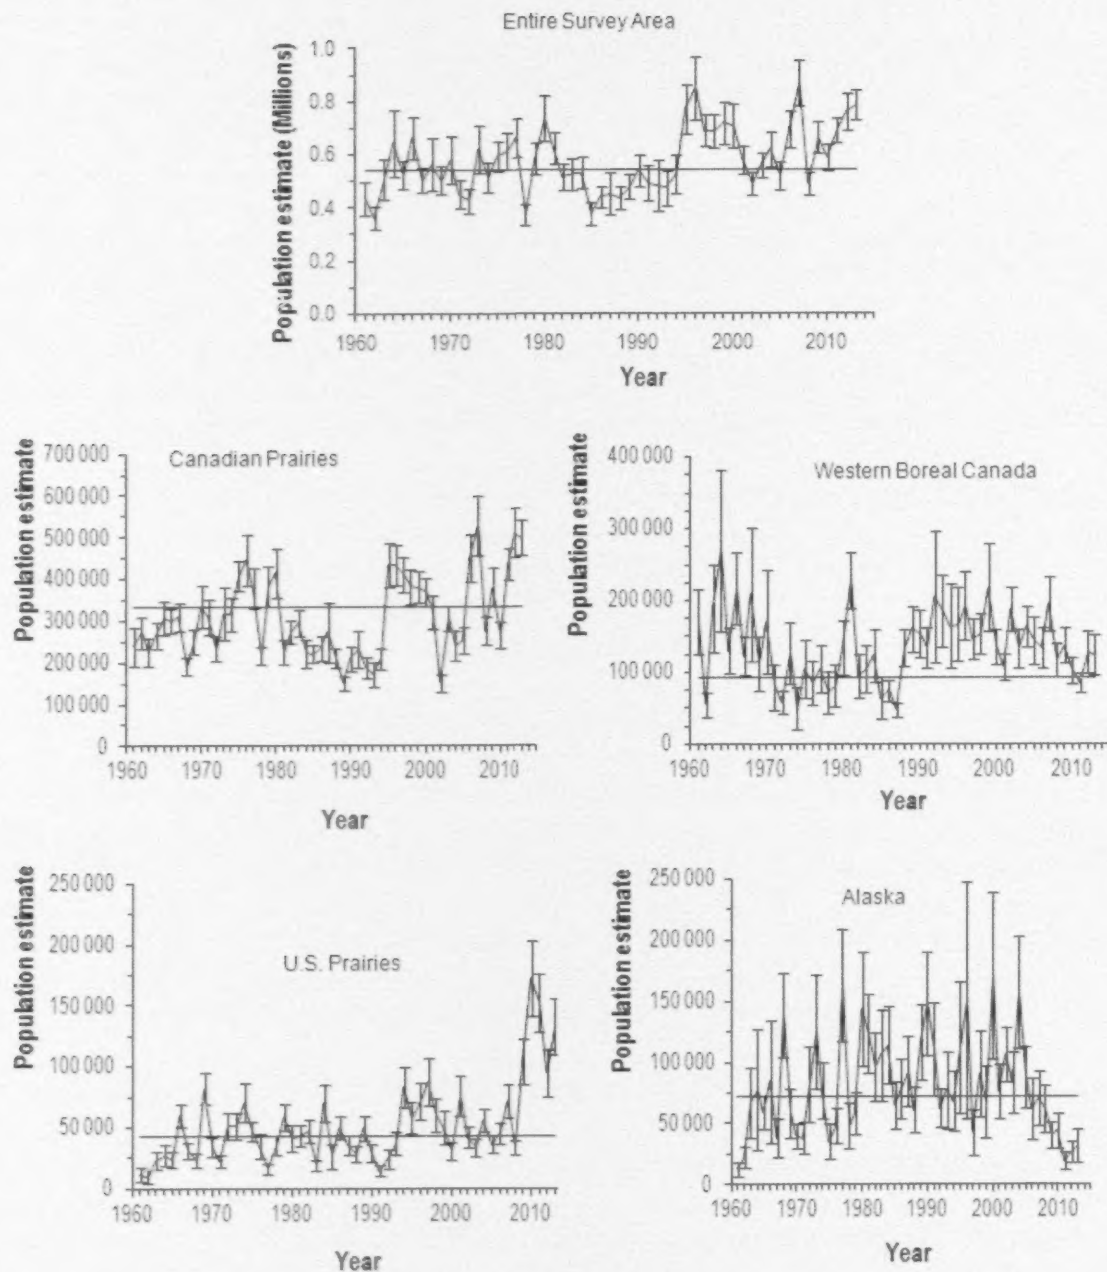 Entire Survey Area
Population estimate (Millions)
1.0
0.8
0.6
0.4
0.2
0.0
1960 1970 1980 1990 2000 2010
Year
Canadian Prairies
Population estimate
700 000
600 000
500 000
400 000
300 000
200 000
100 000
0
1960 1970 1980 1990 2000 2010
Year
Western Boreal Canada
Population estimate
400 000
300 000
200 000
100 000
0
1960 1970 1980 1990 2000 2010
Year
U.S. Prairies
Population estimate
250 000
200 000
150 000
100 000
50 000
0
1960 1970 1980 1990 2000 2010
Year
Alaska
Population estimate
250 000
200 000
150 000
100 000
50 000
0
1960 1970 1980 1990 2000 2010
Year